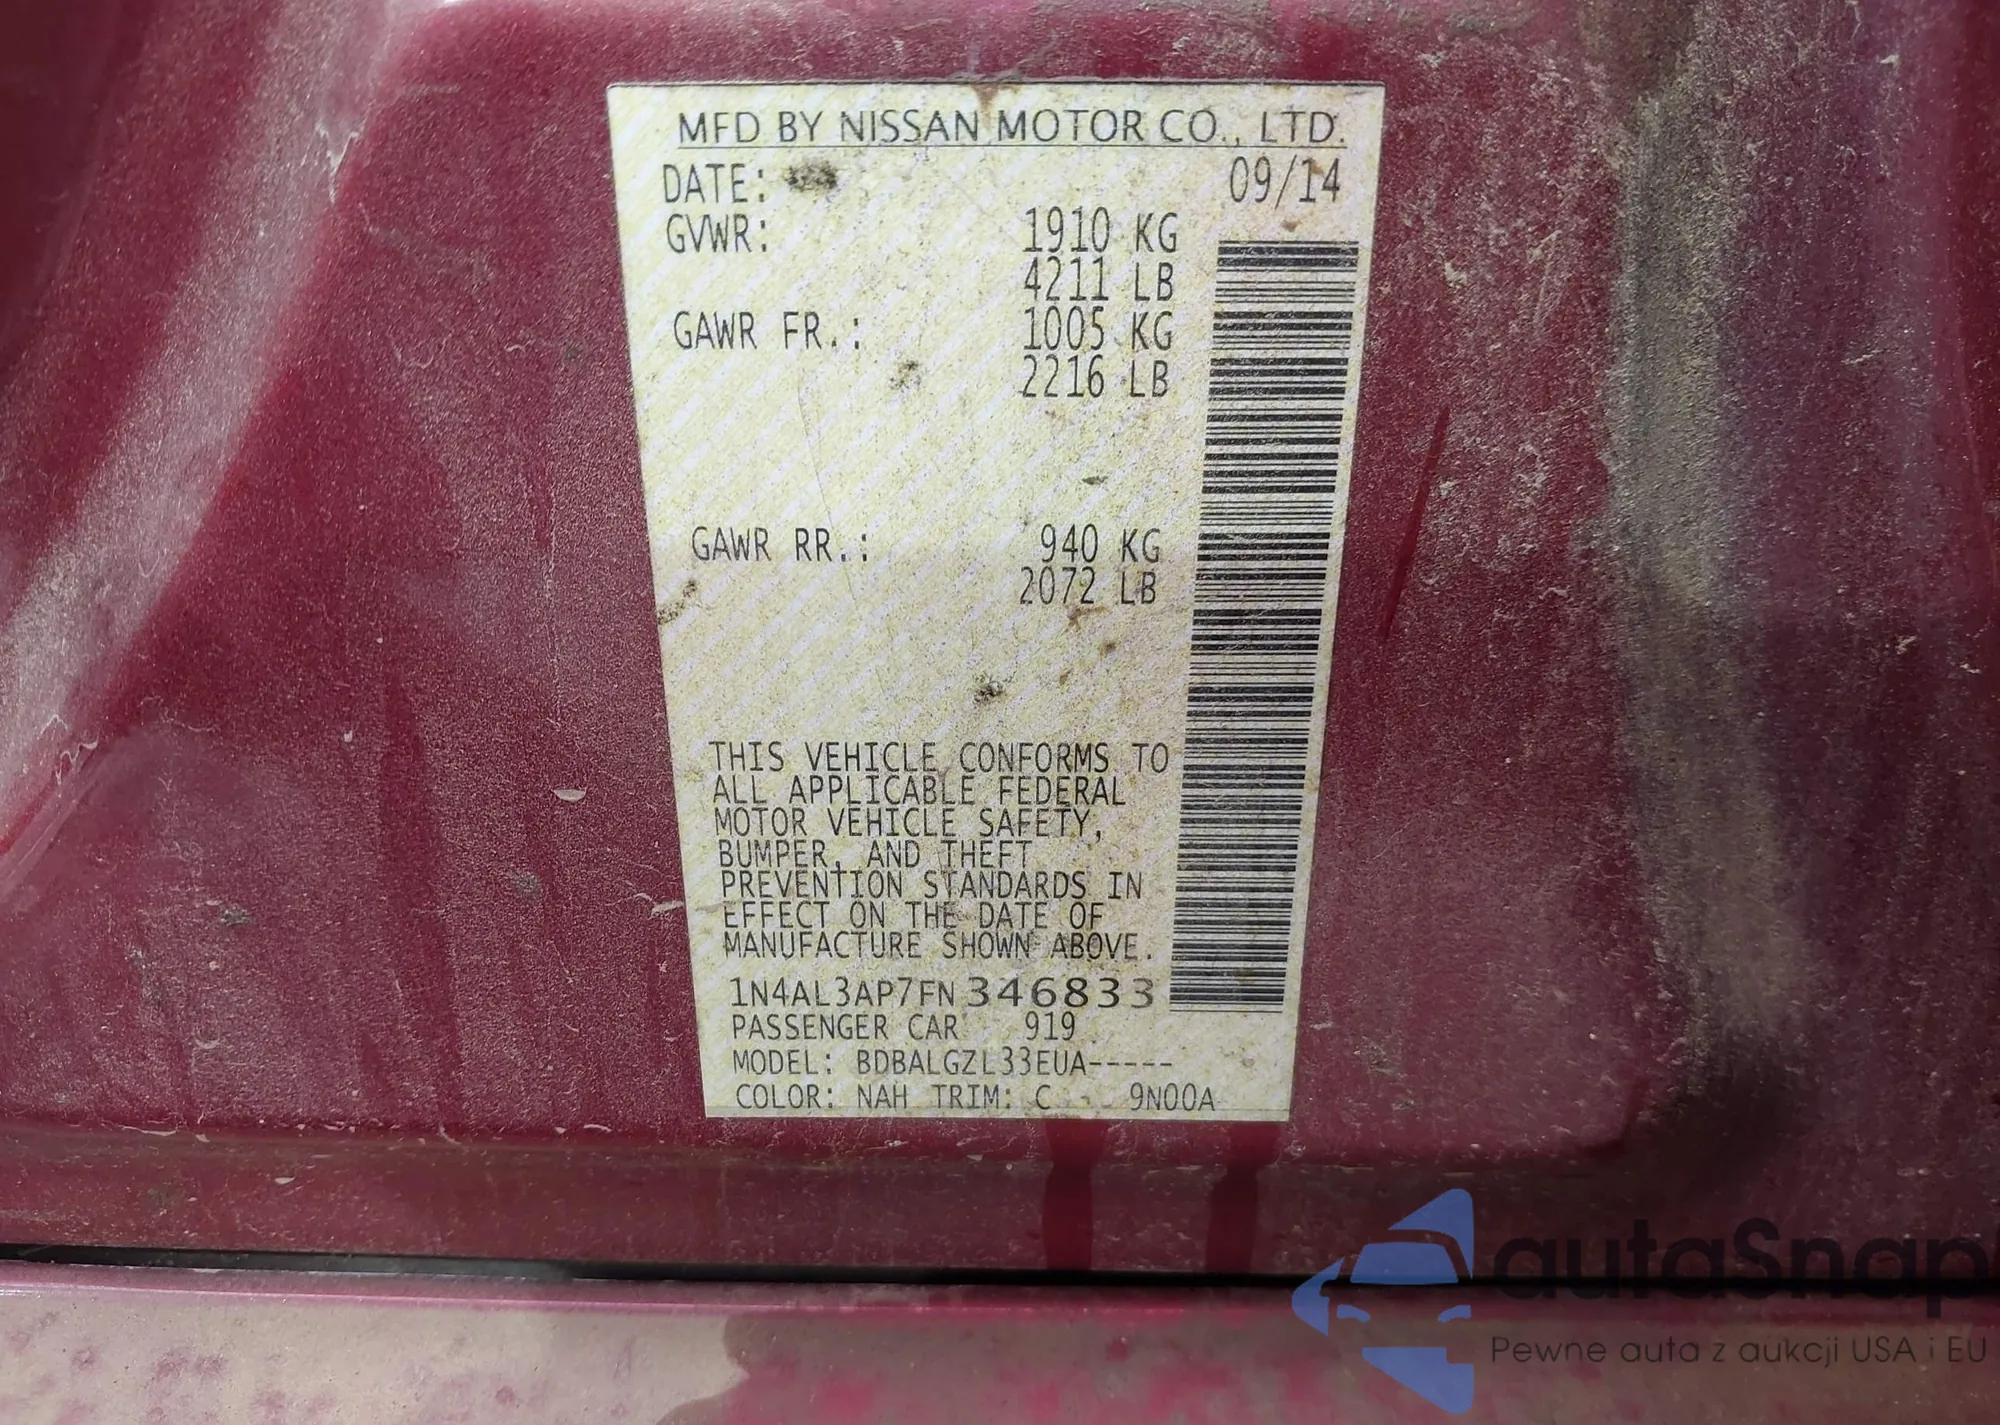 MFD BY NISSAN MOTOR CO., LTD.
DATE: 09/14
GVWR: 1910 KG
4211 LB
GAWR FR.: 1005 KG
2216 LB
GAWR RR.: 940 KG
2072 LB
THIS VEHICLE CONFORMS TO
ALL APPLICABLE FEDERAL
MOTOR VEHICLE SAFETY,
BUMPER, AND THEFT
PREVENTION STANDARDS IN
EFFECT ON THE DATE OF
MANUFACTURE SHOWN ABOVE.
1N4AL3AP7FN346833
PASSENGER CAR 919
MODEL: BDBALGZL33EUA-----
COLOR: NAH TRIM: C 9N00A
autaSnap
Pewne auta z aukcji USA i EU